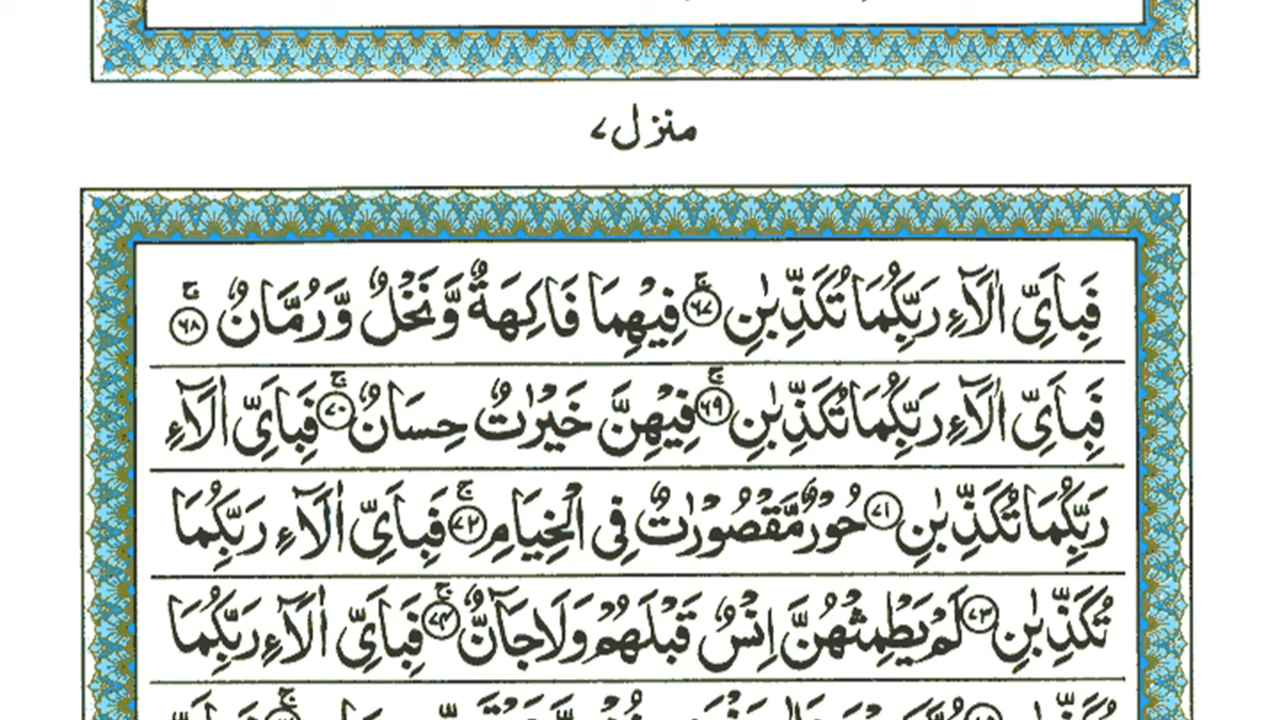 منزل ۷
فَبِاَیِّ اٰلَآءِ رَبِّكُمَا تُكَذِّبٰنِ ﴿۶۷﴾ۚ فِیْهِمَا فَاكِهَةٌ وَّ نَخْلٌ وَّ رُمَّانٌ ﴿۶۸﴾ۚ
فَبِاَیِّ اٰلَآءِ رَبِّكُمَا تُكَذِّبٰنِ ﴿۶۹﴾ۚ فِیْهِنَّ خَیْرٰتٌ حِسَانٌ ﴿۷۰﴾ۚ فَبِاَیِّ اٰلَآءِ
رَبِّكُمَا تُكَذِّبٰنِ ﴿۷۱﴾ حُوْرٌ مَّقْصُوْرٰتٌ فِی الْخِیَامِ ﴿۷۲﴾ۚ فَبِاَیِّ اٰلَآءِ رَبِّكُمَا
تُكَذِّبٰنِ ﴿۷۳﴾ لَمْ یَطْمِثْهُنَّ اِنْسٌ قَبْلَهُمْ وَلَا جَآنٌّ ﴿۷۴﴾ۚ فَبِاَیِّ اٰلَآءِ رَبِّكُمَا